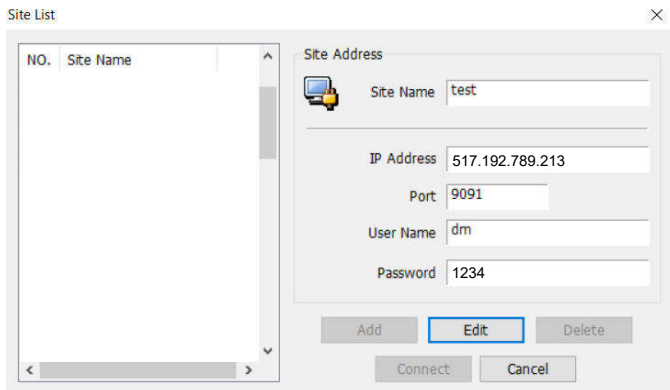 Site List
NO. Site Name
Site Address
Site Name test
IP Address 517.192.789.213
Port 9091
User Name dm
Password 1234
Add Edit Delete
Connect Cancel